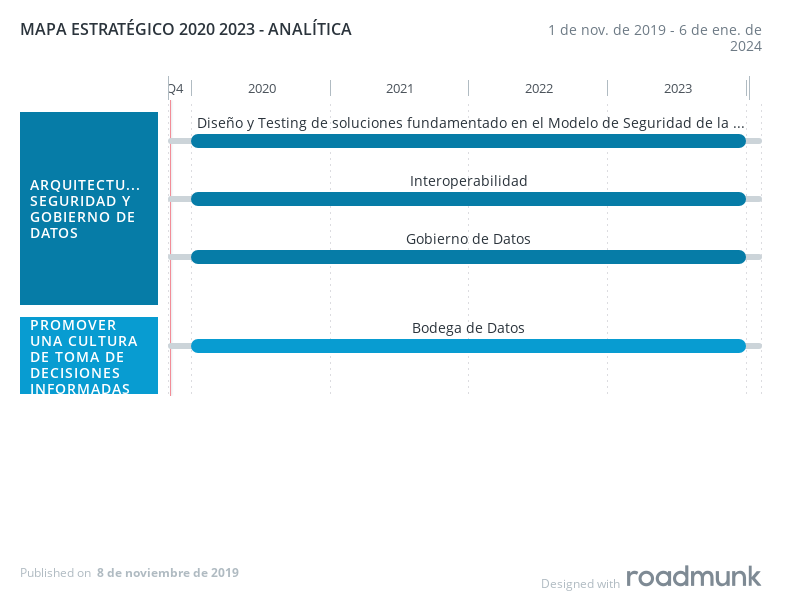 MAPA ESTRATÉGICO 2020 2023 - ANALÍTICA
1 de nov. de 2019 - 6 de ene. de
2024
Q4
2020
2021
2022
2023
ARQUITECTU...
SEGURIDAD Y
GOBIERNO DE
DATOS
Diseño y Testing de soluciones fundamentado en el Modelo de Seguridad de la ...
Interoperabilidad
Gobierno de Datos
PROMOVER
UNA CULTURA
DE TOMA DE
DECISIONES
INFORMADAS
Bodega de Datos
Published on 8 de noviembre de 2019
Designed with roadmunk